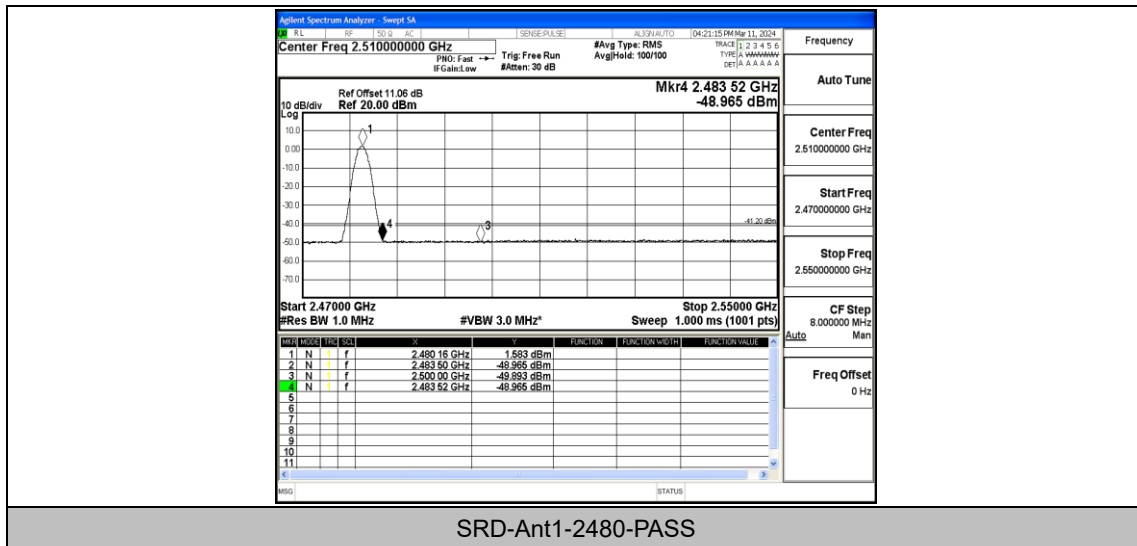 Agilent Spectrum Analyzer - Swept SA
RL RF 50 Ω AC SENSE:PULSE ALIGN AUTO 04:21:15 PM Mar 11, 2024
Center Freq 2.510000000 GHz
PNO: Fast
IFGain:Low
Trig: Free Run
#Atten: 30 dB
#Avg Type: RMS
Avg|Hold: 100/100
TRACE 1 2 3 4 5 6
TYPE A WWWWW
DET A A A A A A
Mkr4 2.483 52 GHz
-48.965 dBm
Ref Offset 11.06 dB
10 dB/div Ref 20.00 dBm
Log
10.0
0.00
-10.0
-20.0
-30.0
-40.0
-50.0
-60.0
-70.0
1
4
3
-41.20 dBm
Start 2.47000 GHz Stop 2.55000 GHz
#Res BW 1.0 MHz #VBW 3.0 MHz* Sweep 1.000 ms (1001 pts)
MKR MODE TRC SCL X Y FUNCTION FUNCTION WIDTH FUNCTION VALUE
1 N 1 f 2.480 16 GHz 1.583 dBm
2 N 1 f 2.483 50 GHz -48.965 dBm
3 N 1 f 2.500 00 GHz -49.893 dBm
4 N 1 f 2.483 52 GHz -48.965 dBm
5
6
7
8
9
10
11
MSG STATUS
Frequency
Auto Tune
Center Freq
2.510000000 GHz
Start Freq
2.470000000 GHz
Stop Freq
2.550000000 GHz
CF Step
8.000000 MHz
Auto Man
Freq Offset
0 Hz
SRD-Ant1-2480-PASS